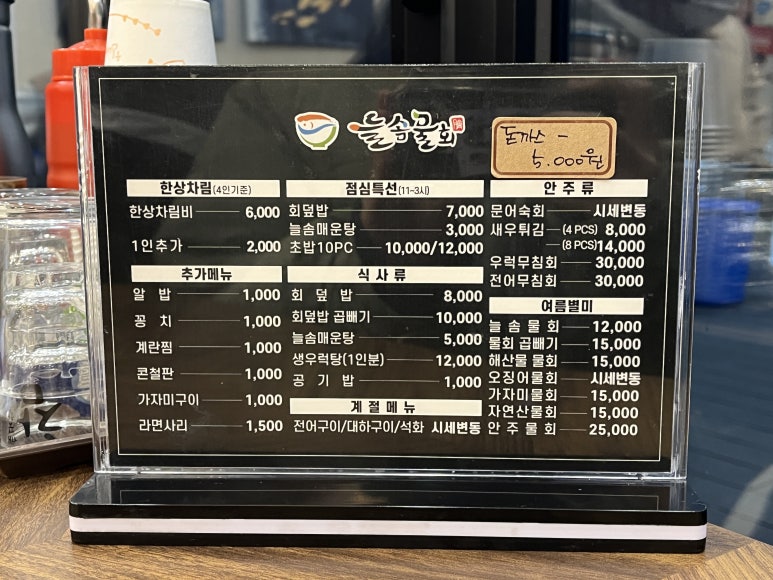 늘솜물회
돈까스 -
5.000원
한상차림(4인기준)
한상차림비 6,000
1인추가 2,000
추가메뉴
알 밥 1,000
꽁 치 1,000
계란찜 1,000
콘철판 1,000
가자미구이 1,000
라면사리 1,500
점심특선(11-3시)
회덮밥 7,000
늘솜매운탕 3,000
초밥10PC 10,000/12,000
식 사 류
회 덮 밥 8,000
회덮밥 곱빼기 10,000
늘솜매운탕 5,000
생우럭탕(1인분) 12,000
공 기 밥 1,000
계절메뉴
전어구이/대하구이/석화 시세변동
안 주 류
문어숙회 시세변동
새우튀김 (4 PCS) 8,000
(8 PCS) 14,000
우럭무침회 30,000
전어무침회 30,000
여름별미
늘 솜 물 회 12,000
물회 곱빼기 15,000
해산물 물회 15,000
오징어물회 시세변동
가자미물회 15,000
자연산물회 15,000
안 주 물 회 25,000